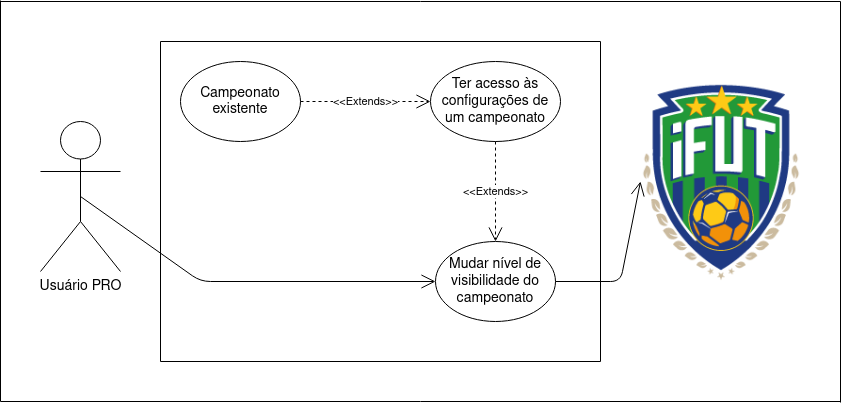 Campeonato
existente
<<Extends>>
Ter acesso às
configurações de
um campeonato
iFUT
<<Extends>>
Mudar nível de
visibilidade do
campeonato
Usuário PRO